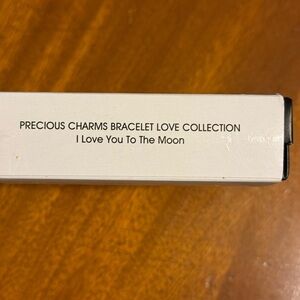 PRECIOUS CHARMS BRACELET LOVE COLLECTION
I Love You To The Moon